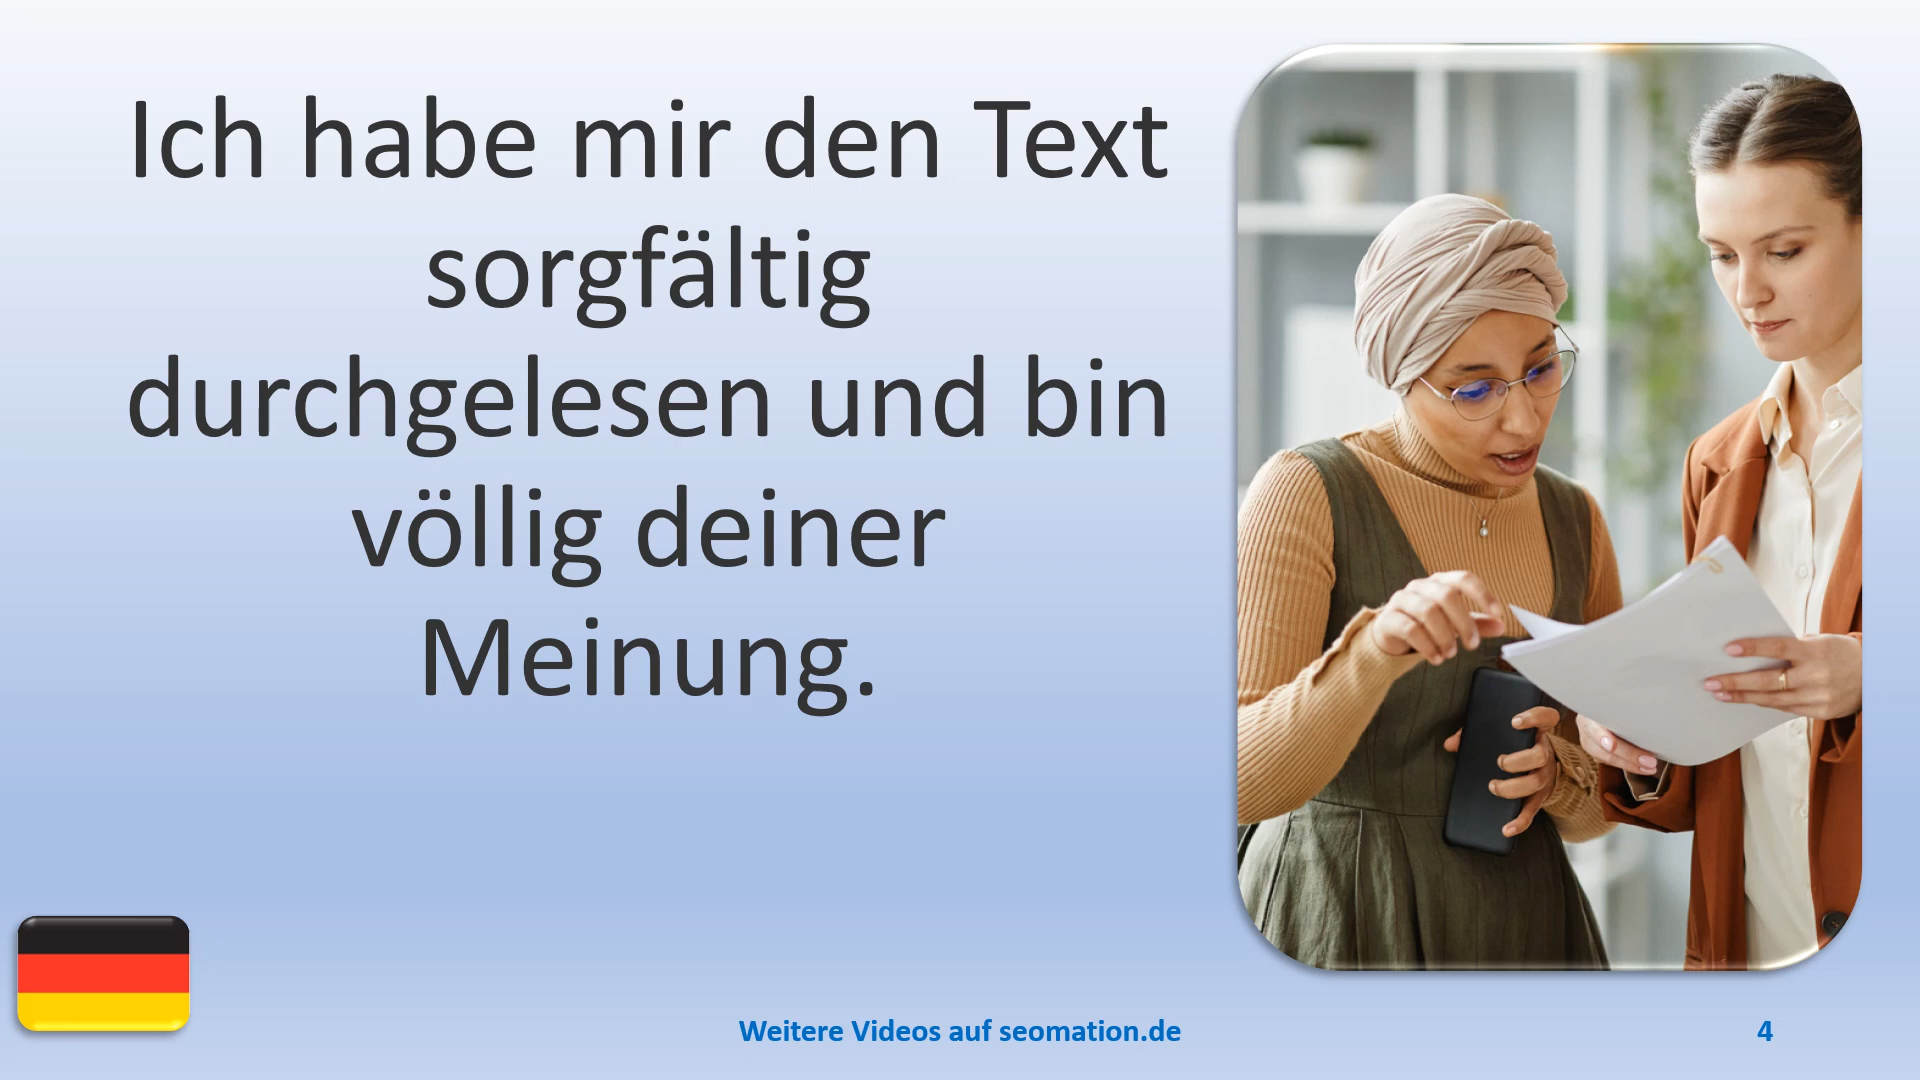 Ich habe mir den Text
sorgfältig
durchgelesen und bin
völlig deiner
Meinung.
Weitere Videos auf seomation.de
4